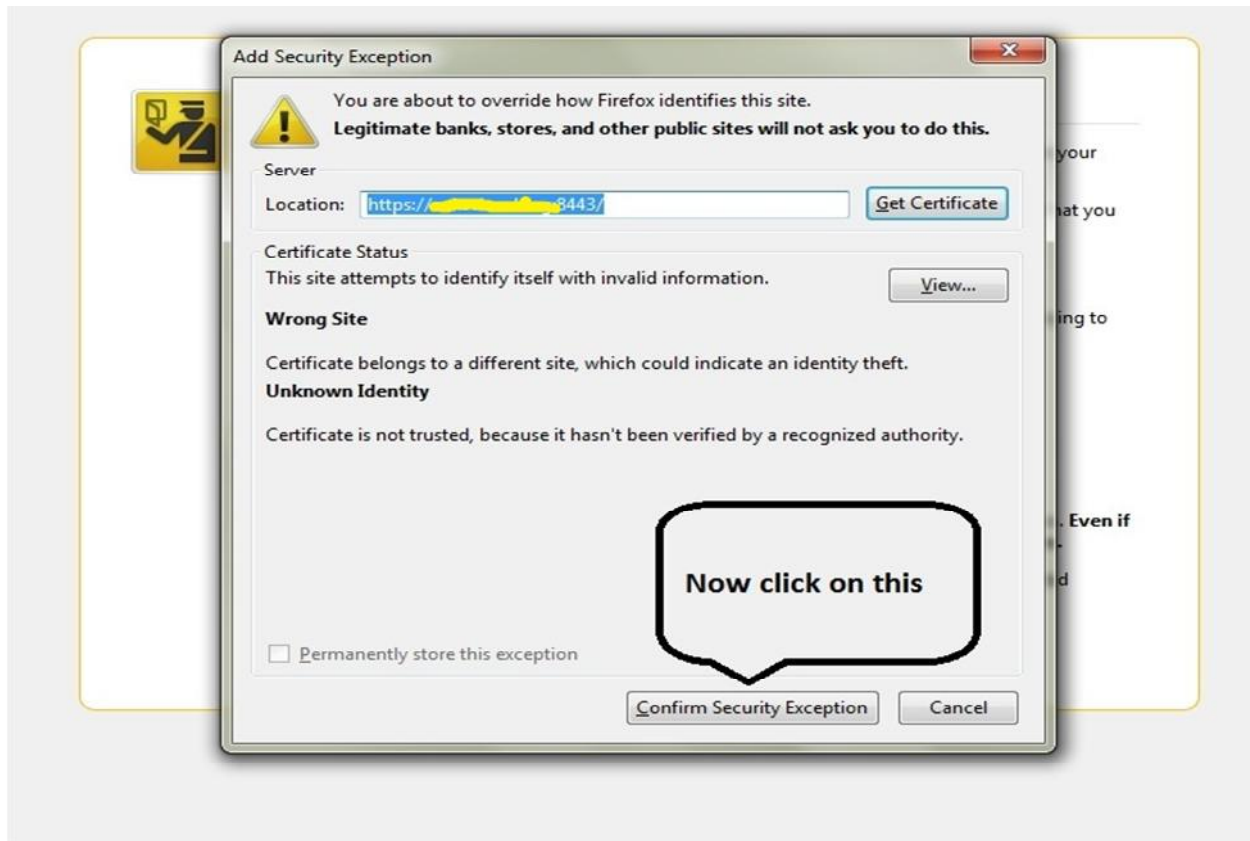 Add Security Exception
You are about to override how Firefox identifies this site.
Legitimate banks, stores, and other public sites will not ask you to do this.
your
Server
Location: https:// 8443/ Get Certificate
hat you
Certificate Status
This site attempts to identify itself with invalid information.
View...
Wrong Site
ing to
Certificate belongs to a different site, which could indicate an identity theft.
Unknown Identity
Certificate is not trusted, because it hasn't been verified by a recognized authority.
. Even if
Now click on this
d
Permanently store this exception
Confirm Security Exception Cancel